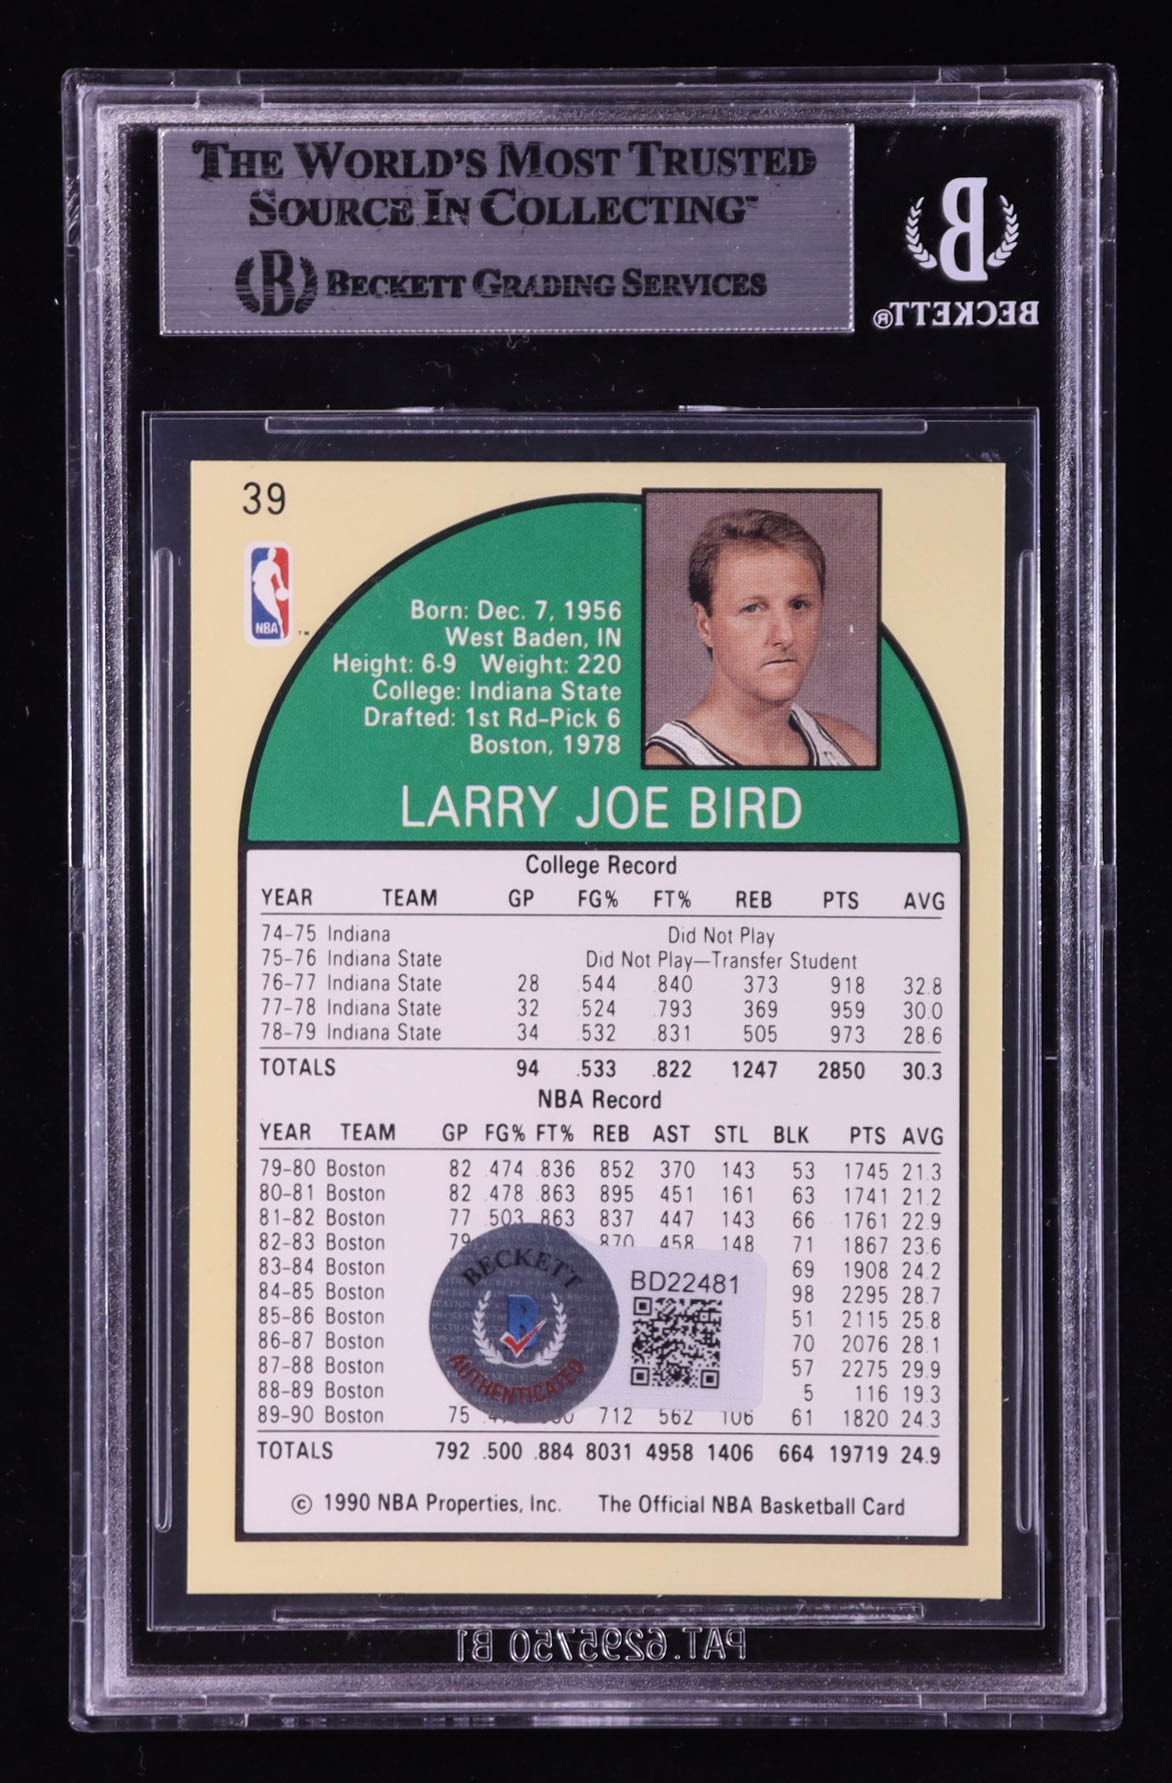 THE WORLD'S MOST TRUSTED
SOURCE IN COLLECTING™
B BECKETT GRADING SERVICES
B
BECKETT®
39
NBA ™
Born: Dec. 7, 1956
West Baden, IN
Height: 6-9 Weight: 220
College: Indiana State
Drafted: 1st Rd-Pick 6
Boston, 1978
LARRY JOE BIRD
College Record
YEAR TEAM GP FG% FT% REB PTS AVG
74-75 Indiana Did Not Play
75-76 Indiana State Did Not Play—Transfer Student
76-77 Indiana State 28 .544 .840 373 918 32.8
77-78 Indiana State 32 .524 .793 369 959 30.0
78-79 Indiana State 34 .532 .831 505 973 28.6
TOTALS 94 .533 .822 1247 2850 30.3
NBA Record
YEAR TEAM GP FG% FT% REB AST STL BLK PTS AVG
79-80 Boston 82 .474 .836 852 370 143 53 1745 21.3
80-81 Boston 82 .478 .863 895 451 161 63 1741 21.2
81-82 Boston 77 .503 .863 837 447 143 66 1761 22.9
82-83 Boston 79 870 458 148 71 1867 23.6
83-84 Boston 69 1908 24.2
84-85 Boston 98 2295 28.7
85-86 Boston 51 2115 25.8
86-87 Boston 70 2076 28.1
87-88 Boston 57 2275 29.9
88-89 Boston 5 116 19.3
89-90 Boston 75 712 562 106 61 1820 24.3
BECKETT
B
AUTHENTICATED
BD22481
TOTALS 792 .500 .884 8031 4958 1406 664 19719 24.9
© 1990 NBA Properties, Inc. The Official NBA Basketball Card
PAT.6295750 B1